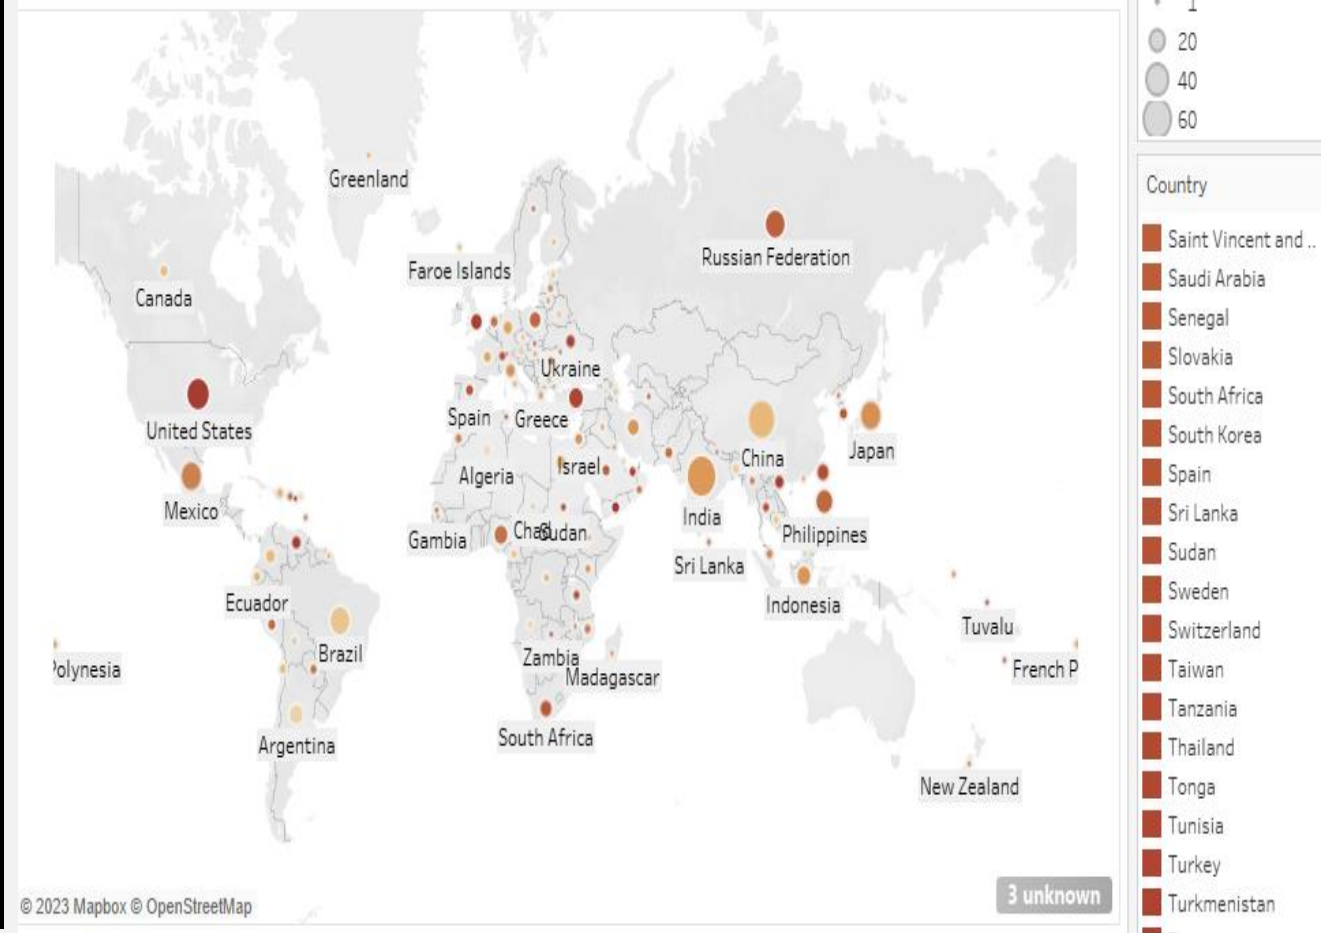 Greenland
Faroe Islands
Russian Federation
Canada
Ukraine
United States
Spain
Greece
China
Japan
Algeria
Israel
Mexico
India
Gambia
Chad
Sudan
Philippines
Sri Lanka
Ecuador
Indonesia
Tuvalu
Polynesia
Brazil
Zambia
Madagascar
French P
South Africa
Argentina
New Zealand
3 unknown
© 2023 Mapbox © OpenStreetMap
1
20
40
60
Country
Saint Vincent and ..
Saudi Arabia
Senegal
Slovakia
South Africa
South Korea
Spain
Sri Lanka
Sudan
Sweden
Switzerland
Taiwan
Tanzania
Thailand
Tonga
Tunisia
Turkey
Turkmenistan